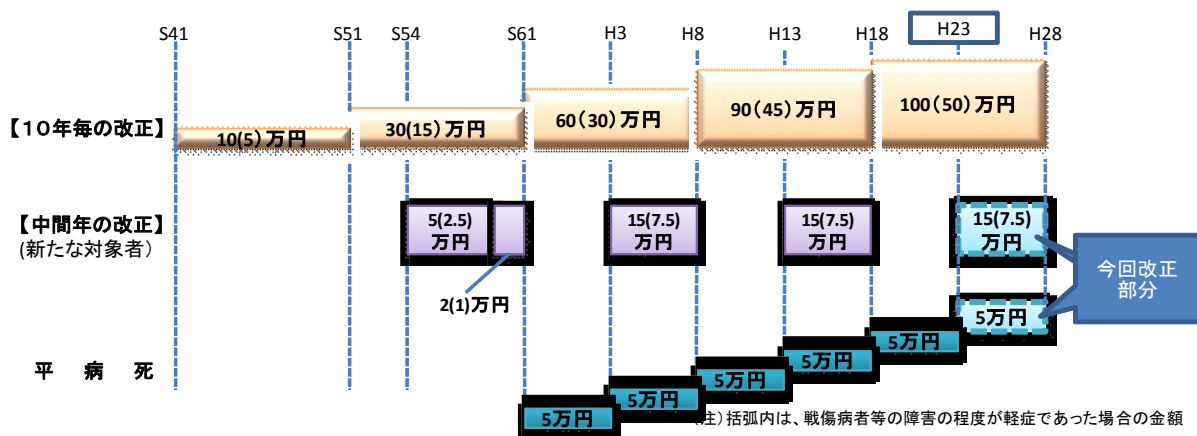 S41 S51 S54 S61 H3 H8 H13 H18 H23 H28
【１０年毎の改正】
10(5)万円
30(15)万円
60(30)万円
90(45)万円
100(50)万円
【中間年の改正】
(新たな対象者)
5(2.5)
万円
2(1)万円
15(7.5)
万円
15(7.5)
万円
15(7.5)
万円
今回改正
部分
平 病 死
5万円
5万円
5万円
5万円
5万円
5万円
(注)括弧内は、戦傷病者等の障害の程度が軽症であった場合の金額